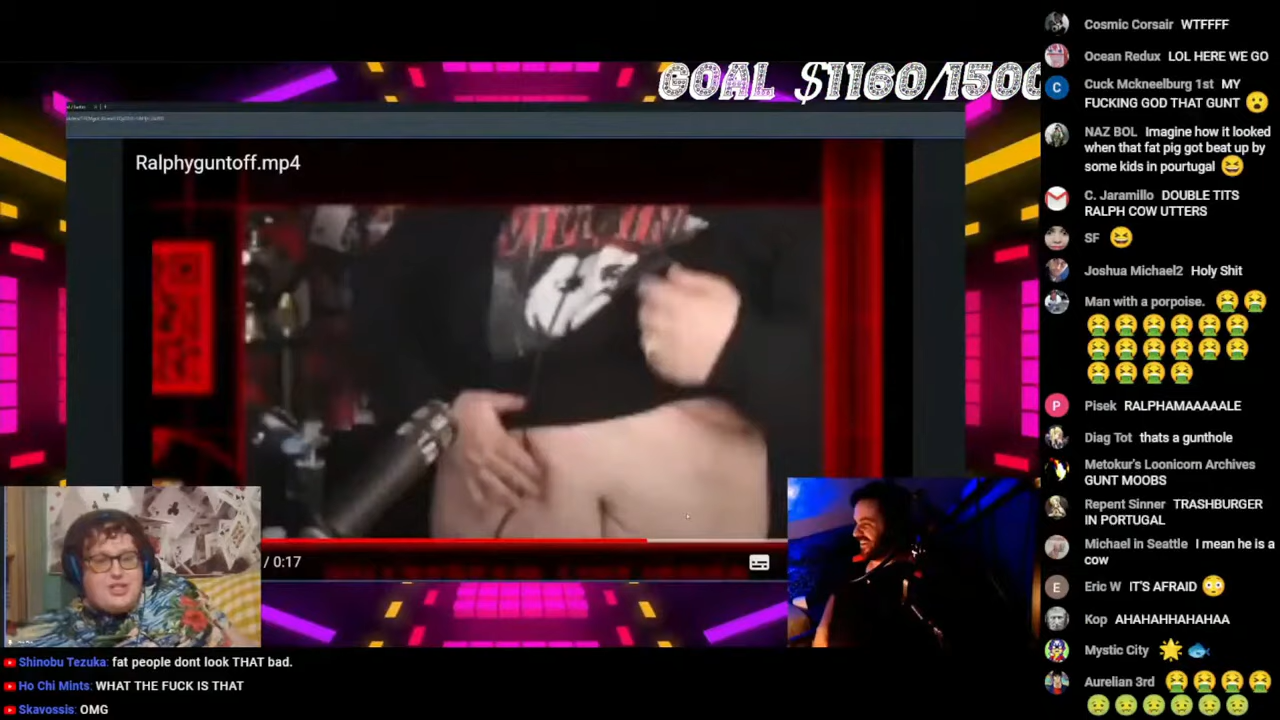 GOAL $1160/1500
Ralphyguntoff.mp4
/ 0:17
Shinobu Tezuka: fat people dont look THAT bad.
Ho Chi Mints: WHAT THE FUCK IS THAT
Skavossis: OMG
Cosmic Corsair WTFFFF
Ocean Redux LOL HERE WE GO
Cuck Mckneelburg 1st MY
FUCKING GOD THAT GUNT 😮
NAZ BOL Imagine how it looked
when that fat pig got beat up by
some kids in pourtugal 😆
C. Jaramillo DOUBLE TITS
RALPH COW UTTERS
SF 😆
Joshua Michael2 Holy Shit
Man with a porpoise. 🤮🤮
🤮🤮🤮🤮🤮🤮
🤮🤮🤮🤮🤮🤮
🤮🤮🤮🤮
Pisek RALPHAMAAAALE
Diag Tot thats a gunthole
Metokur's Loonicorn Archives
GUNT MOOBS
Repent Sinner TRASHBURGER
IN PORTUGAL
Michael in Seattle I mean he is a
cow
Eric W IT'S AFRAID 😳
Kop AHAHAHHAHAHAA
Mystic City 🌟🐟
Aurelian 3rd 🤮🤮🤮🤮
🤢🤢🤢🤢🤢🤢